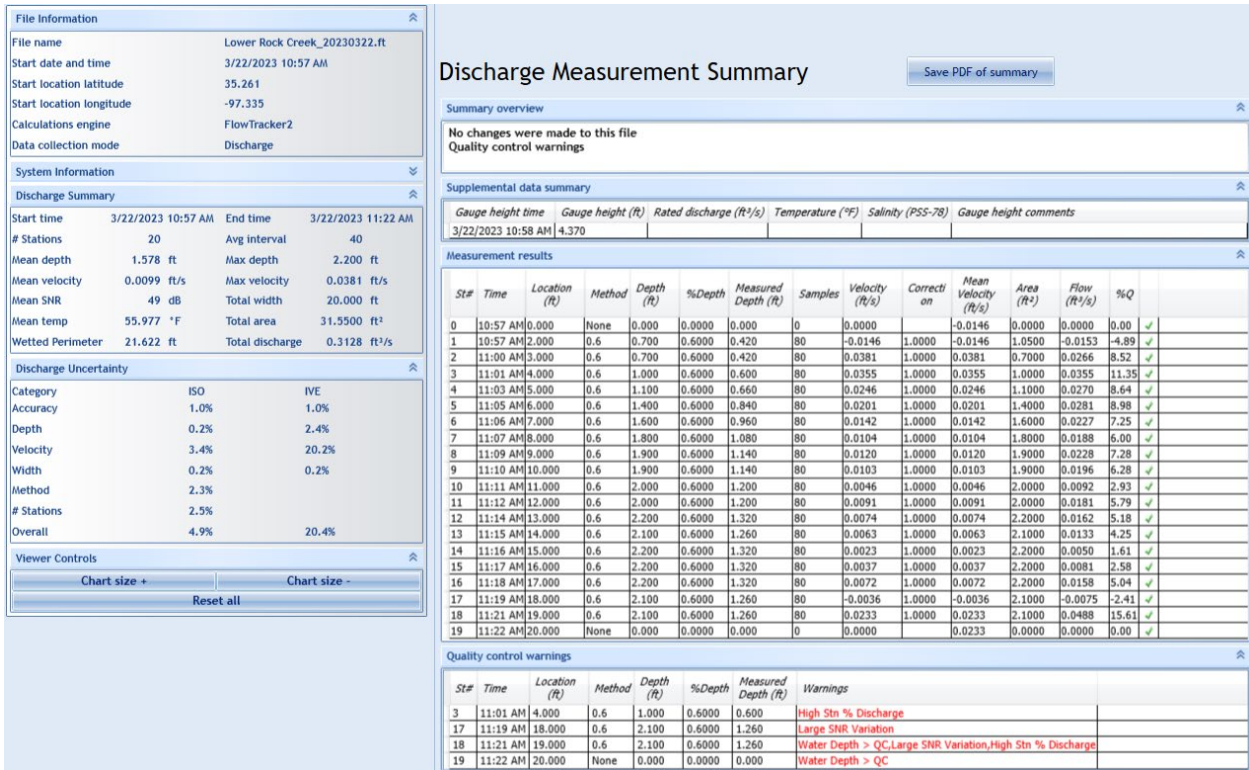 File Information
File name Lower Rock Creek_20230322.ft
Start date and time 3/22/2023 10:57 AM
Start location latitude 35.261
Start location longitude -97.335
Calculations engine FlowTracker2
Data collection mode Discharge
System Information
Discharge Summary
Start time 3/22/2023 10:57 AM End time 3/22/2023 11:22 AM
# Stations 20 Avg interval 40
Mean depth 1.578 ft Max depth 2.200 ft
Mean velocity 0.0099 ft/s Max velocity 0.0381 ft/s
Mean SNR 49 dB Total width 20.000 ft
Mean temp 55.977 °F Total area 31.5500 ft²
Wetted Perimeter 21.622 ft Total discharge 0.3128 ft³/s
Discharge Uncertainty
Category ISO IVE
Accuracy 1.0% 1.0%
Depth 0.2% 2.4%
Velocity 3.4% 20.2%
Width 0.2% 0.2%
Method 2.3%
# Stations 2.5%
Overall 4.9% 20.4%
Viewer Controls
Chart size + Chart size -
Reset all
Discharge Measurement Summary
Save PDF of summary
Summary overview
No changes were made to this file
Quality control warnings
Supplemental data summary
Gauge height time Gauge height (ft) Rated discharge (ft³/s) Temperature (°F) Salinity (PSS-78) Gauge height comments
3/22/2023 10:58 AM 4.370
Measurement results
St# Time Location (ft) Method Depth (ft) %Depth Measured Depth (ft) Samples Velocity (ft/s) Correcti on Mean Velocity (ft/s) Area (ft²) Flow (ft³/s) %Q
0 10:57 AM 0.000 None 0.000 0.0000 0.000 0 0.0000 -0.0146 0.0000 0.0000 0.00
1 10:57 AM 2.000 0.6 0.700 0.6000 0.420 80 -0.0146 1.0000 -0.0146 1.0500 -0.0153 -4.89
2 11:00 AM 3.000 0.6 0.700 0.6000 0.420 80 0.0381 1.0000 0.0381 0.7000 0.0266 8.52
3 11:01 AM 4.000 0.6 1.000 0.6000 0.600 80 0.0355 1.0000 0.0355 1.0000 0.0355 11.35
4 11:03 AM 5.000 0.6 1.100 0.6000 0.660 80 0.0246 1.0000 0.0246 1.1000 0.0270 8.64
5 11:05 AM 6.000 0.6 1.400 0.6000 0.840 80 0.0201 1.0000 0.0201 1.4000 0.0281 8.98
6 11:06 AM 7.000 0.6 1.600 0.6000 0.960 80 0.0142 1.0000 0.0142 1.6000 0.0227 7.25
7 11:07 AM 8.000 0.6 1.800 0.6000 1.080 80 0.0104 1.0000 0.0104 1.8000 0.0188 6.00
8 11:09 AM 9.000 0.6 1.900 0.6000 1.140 80 0.0120 1.0000 0.0120 1.9000 0.0228 7.28
9 11:10 AM 10.000 0.6 1.900 0.6000 1.140 80 0.0103 1.0000 0.0103 1.9000 0.0196 6.28
10 11:11 AM 11.000 0.6 2.000 0.6000 1.200 80 0.0046 1.0000 0.0046 2.0000 0.0092 2.93
11 11:12 AM 12.000 0.6 2.000 0.6000 1.200 80 0.0091 1.0000 0.0091 2.0000 0.0181 5.79
12 11:14 AM 13.000 0.6 2.200 0.6000 1.320 80 0.0074 1.0000 0.0074 2.2000 0.0162 5.18
13 11:15 AM 14.000 0.6 2.100 0.6000 1.260 80 0.0063 1.0000 0.0063 2.1000 0.0133 4.25
14 11:16 AM 15.000 0.6 2.200 0.6000 1.320 80 0.0023 1.0000 0.0023 2.2000 0.0050 1.61
15 11:17 AM 16.000 0.6 2.200 0.6000 1.320 80 0.0037 1.0000 0.0037 2.2000 0.0081 2.58
16 11:18 AM 17.000 0.6 2.200 0.6000 1.320 80 0.0072 1.0000 0.0072 2.2000 0.0158 5.04
17 11:19 AM 18.000 0.6 2.100 0.6000 1.260 80 -0.0036 1.0000 -0.0036 2.1000 -0.0075 -2.41
18 11:21 AM 19.000 0.6 2.100 0.6000 1.260 80 0.0233 1.0000 0.0233 2.1000 0.0488 15.61
19 11:22 AM 20.000 None 0.000 0.0000 0.000 0 0.0000 0.0233 0.0000 0.0000 0.00
Quality control warnings
St# Time Location (ft) Method Depth (ft) %Depth Measured Depth (ft) Warnings
3 11:01 AM 4.000 0.6 1.000 0.6000 0.600 High Stn % Discharge
17 11:19 AM 18.000 0.6 2.100 0.6000 1.260 Large SNR Variation
18 11:21 AM 19.000 0.6 2.100 0.6000 1.260 Water Depth > QC,Large SNR Variation,High Stn % Discharge
19 11:22 AM 20.000 None 0.000 0.0000 0.000 Water Depth > QC